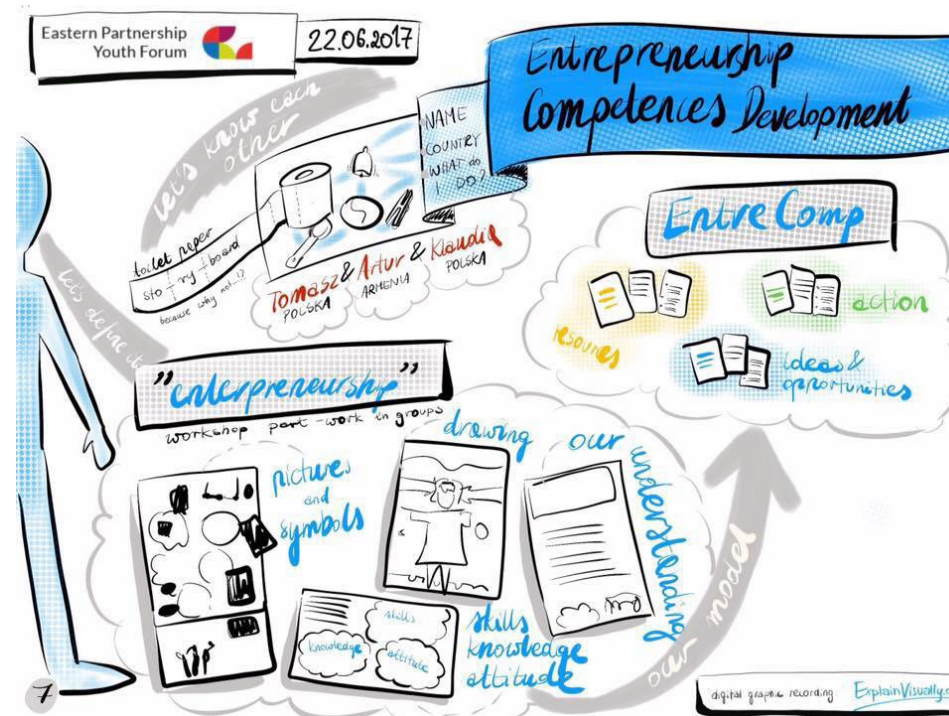 Eastern Partnership
Youth Forum
22.06.2017
Entrepreneurship
Competences Development
let's know each
other
NAME
COUNTRY
WHAT do
I DO?
toilet paper
sto-ry-board
because why not...!?
Tomasz & Artur & Klaudia
POLSKA
ARMENIA
POLSKA
Entre Comp
resources
action
ideas &
opportunities
let's define it
"enterpreneurship"
workshop part - work in groups
pictures
and
symbols
drawing
our understanding
skills
knowledge
attitude
skills
knowledge
attitude
our model
7
digital graphic recording
ExplainVisually.c